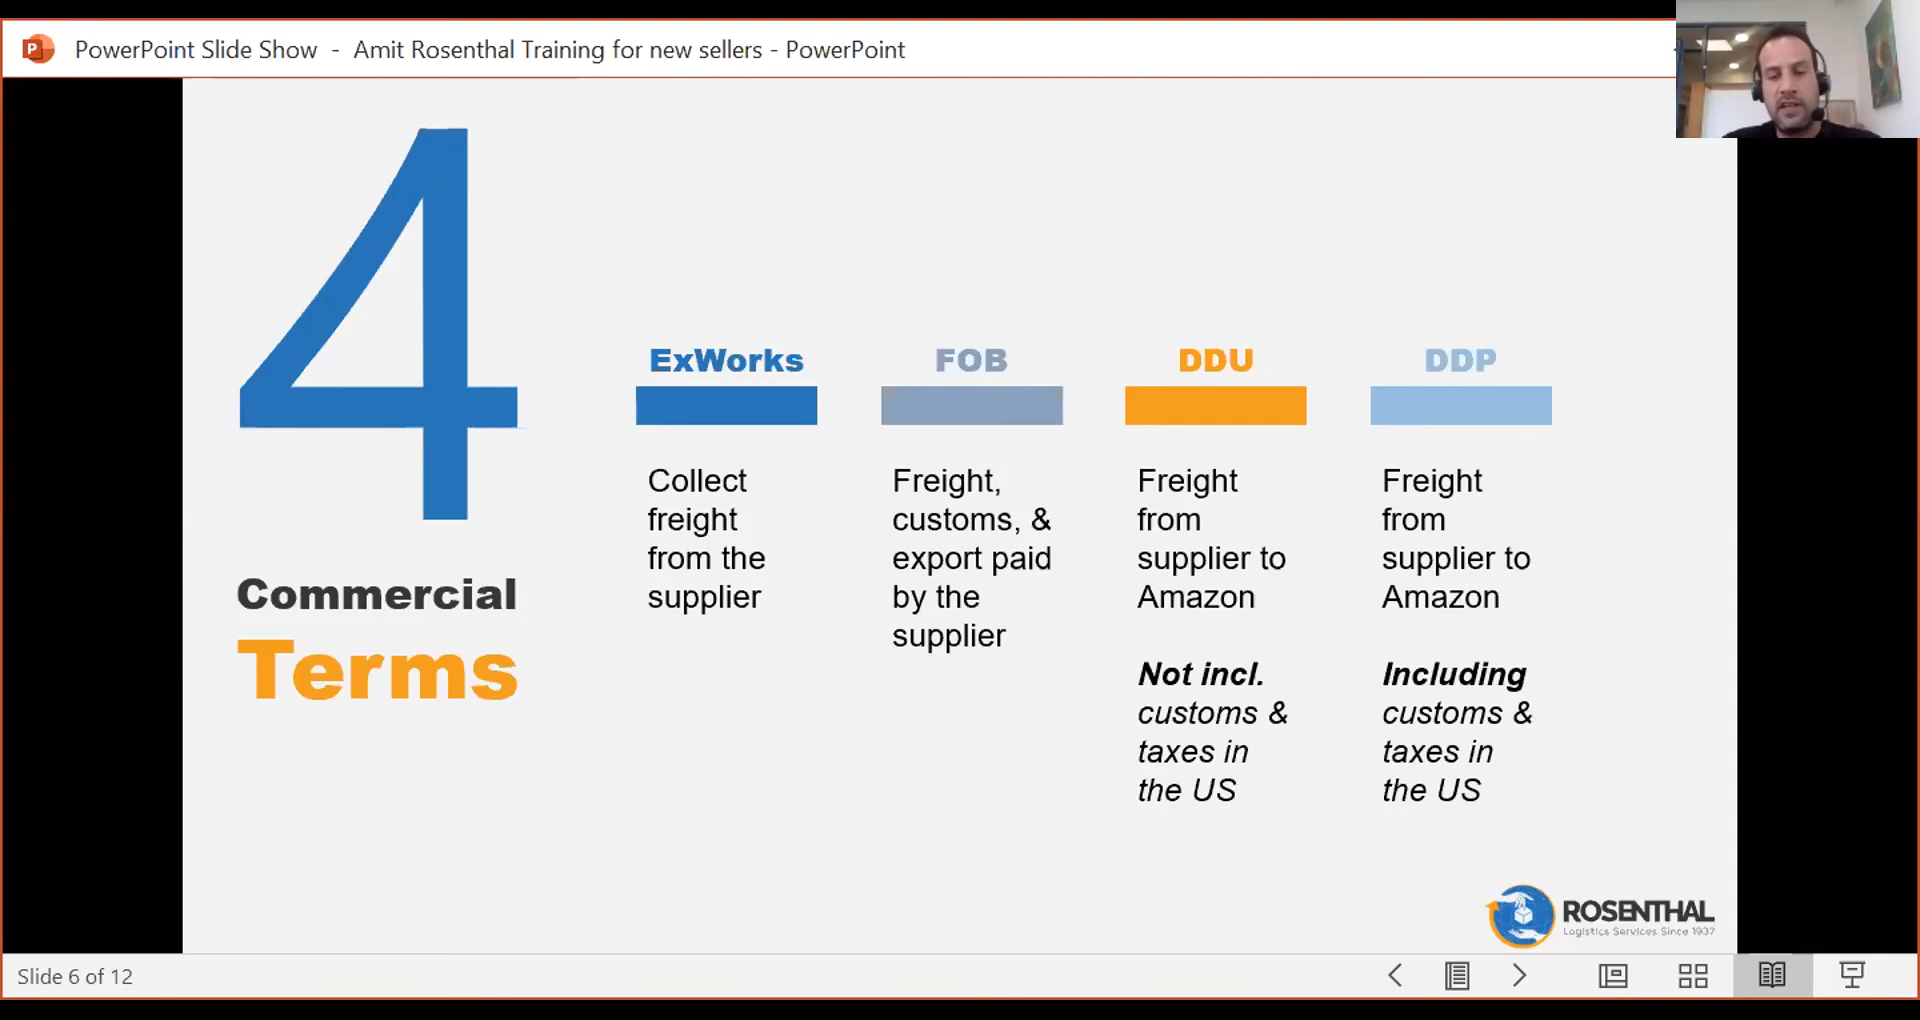 PowerPoint Slide Show - Amit Rosenthal Training for new sellers - PowerPoint
4
Commercial
Terms
ExWorks
Collect
freight
from the
supplier
FOB
Freight,
customs, &
export paid
by the
supplier
DDU
Freight
from
supplier to
Amazon
Not incl.
customs &
taxes in
the US
DDP
Freight
from
supplier to
Amazon
Including
customs &
taxes in
the US
ROSENTHAL
Logistics Services Since 1937
Slide 6 of 12